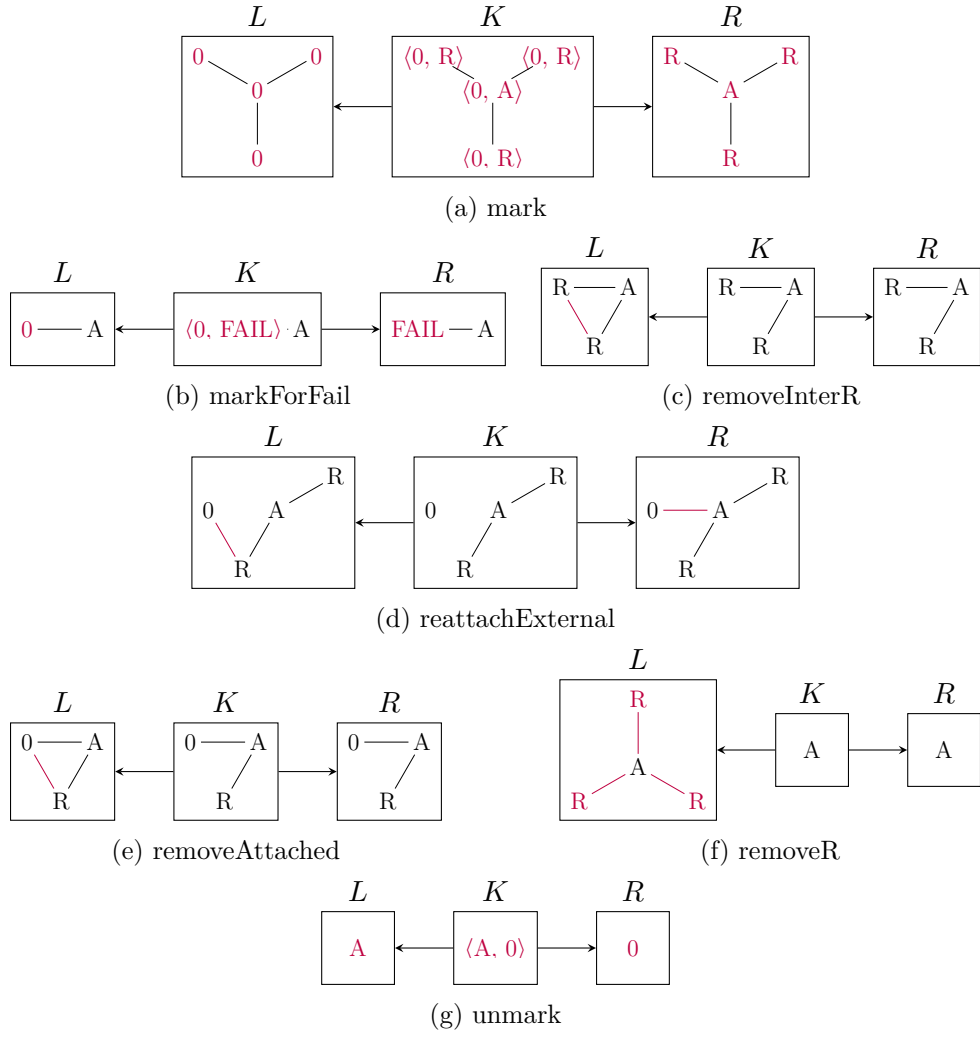 L K R
0 0 ⟨0, R⟩ ⟨0, R⟩ R R
0 ⟨0, A⟩ A
0 ⟨0, R⟩ R
(a) mark
L K R
0 A ⟨0, FAIL⟩ A FAIL A
(b) markForFail
L K R
R A R A R A
R R R
(c) removeInterR
L K R
R R R
0 A 0 A 0 A
R R R
(d) reattachExternal
L K R
0 A 0 A 0 A
R R R
(e) removeAttached
L K R
R
A A A
R R
(f) removeR
L K R
A ⟨A, 0⟩ 0
(g) unmark